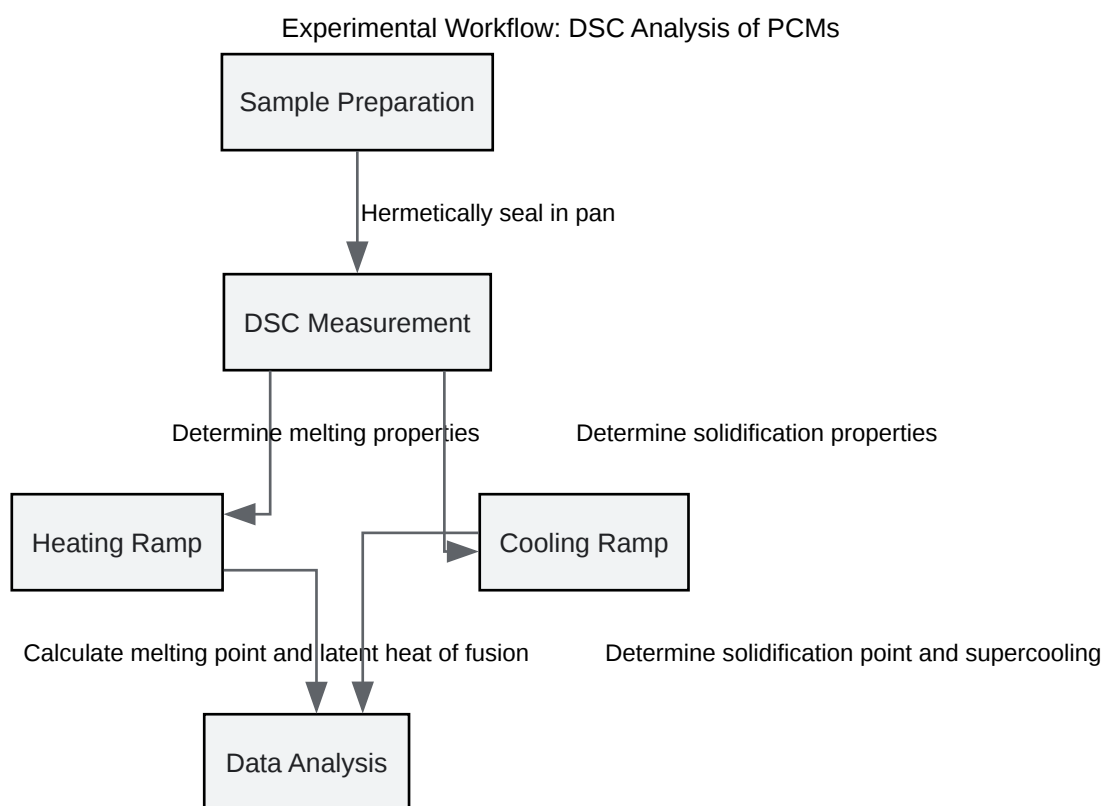 Experimental Workflow: DSC Analysis of PCMs
Sample Preparation
Hermetically seal in pan
DSC Measurement
Determine melting properties
Determine solidification properties
Heating Ramp
Cooling Ramp
Calculate melting point and latent heat of fusion
Determine solidification point and supercooling
Data Analysis